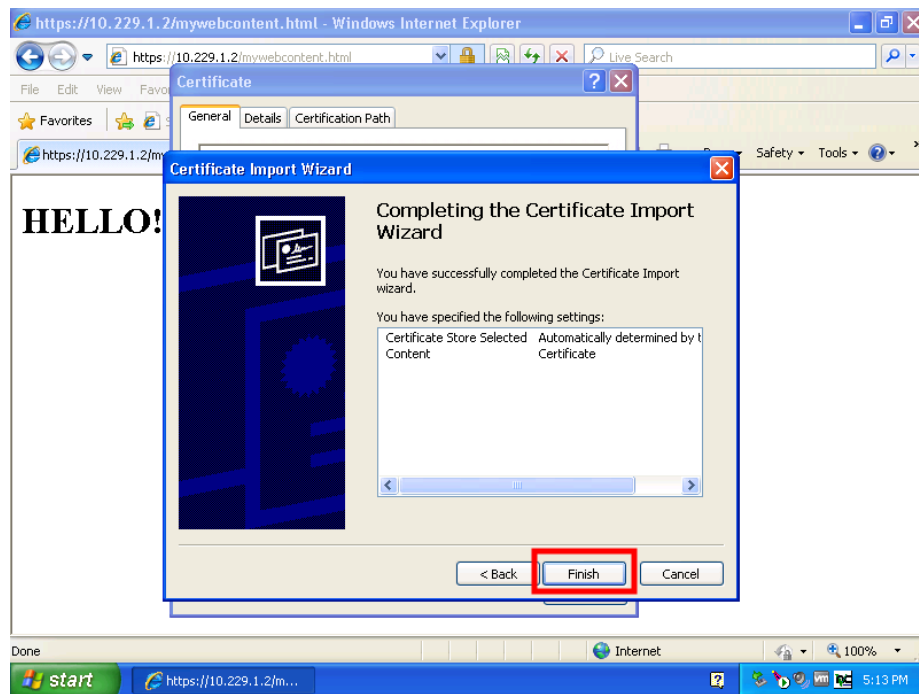 https://10.229.1.2/mywebcontent.html - Windows Internet Explorer
https://10.229.1.2/mywebcontent.html
Live Search
File Edit View
Certificate
Favorites
General Details Certification Path
https://10.229.1.2/m
Safety Tools
Certificate Import Wizard
HELLO!
Completing the Certificate Import
Wizard
You have successfully completed the Certificate Import
wizard.
You have specified the following settings:
Certificate Store Selected Automatically determined by t
Content Certificate
< Back Finish Cancel
Done Internet 100%
start https://10.229.1.2/m... 5:13 PM